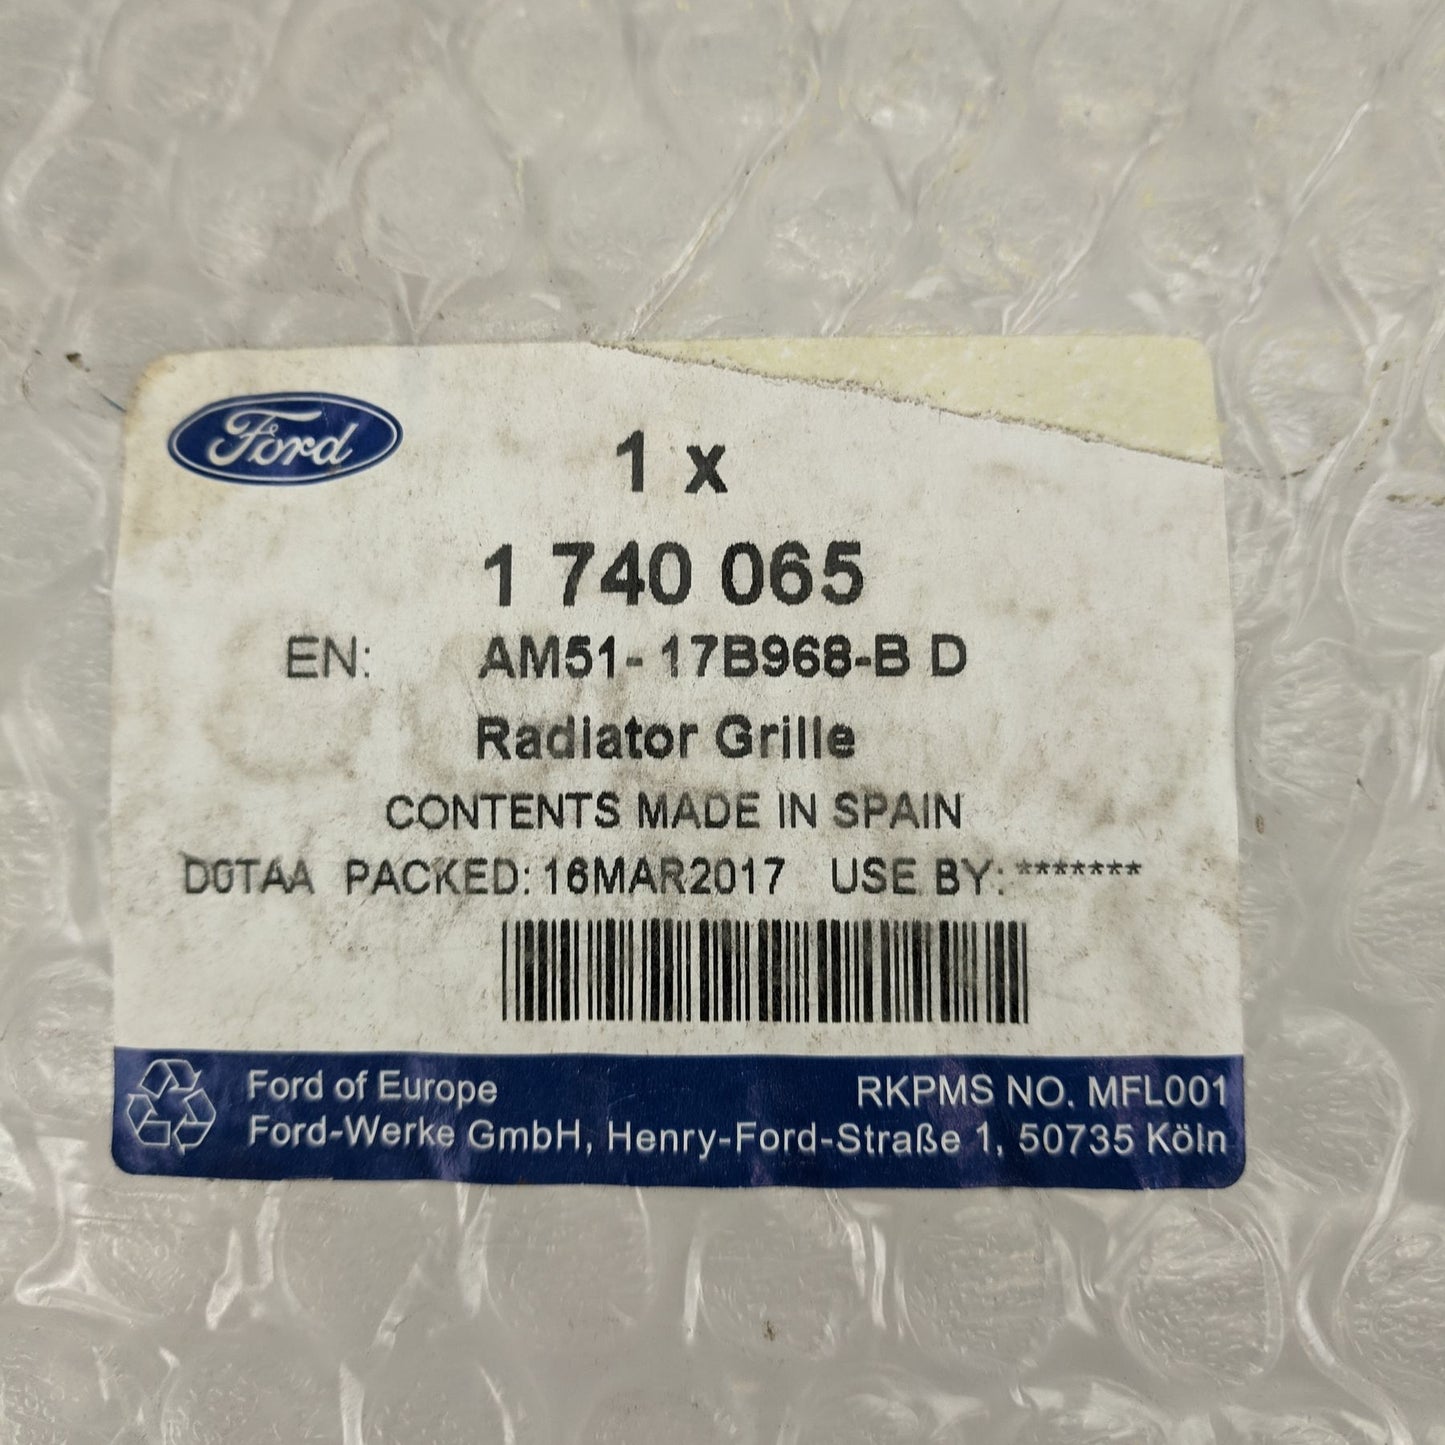 Ford
1 x
1 740 065
EN: AM51-17B968-B D
Radiator Grille
CONTENTS MADE IN SPAIN
D0TAA PACKED: 16MAR2017 USE BY: *******
Ford of Europe RKPMS NO. MFL001
Ford-Werke GmbH, Henry-Ford-Straße 1, 50735 Köln